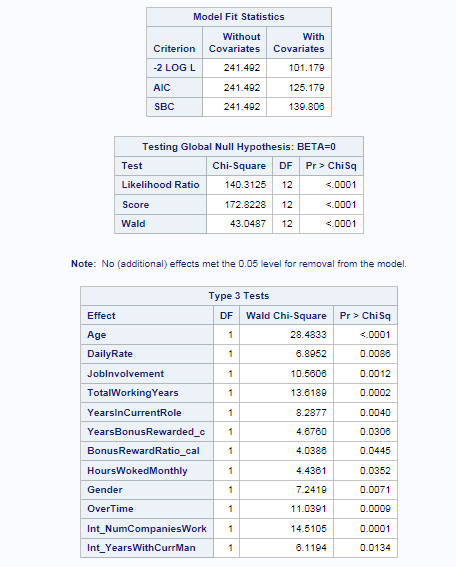 Model Fit Statistics
Criterion Without Covariates With Covariates
-2 LOG L 241.492 101.179
AIC 241.492 125.179
SBC 241.492 139.806
Testing Global Null Hypothesis: BETA=0
Test Chi-Square DF Pr > ChiSq
Likelihood Ratio 140.3125 12 <.0001
Score 172.8228 12 <.0001
Wald 43.0487 12 <.0001
Note: No (additional) effects met the 0.05 level for removal from the model.
Type 3 Tests
Effect DF Wald Chi-Square Pr > ChiSq
Age 1 28.4833 <.0001
DailyRate 1 6.8952 0.0086
JobInvolvement 1 10.5606 0.0012
TotalWorkingYears 1 13.6189 0.0002
YearsInCurrentRole 1 8.2877 0.0040
YearsBonusRewarded_c 1 4.6760 0.0306
BonusRewardRatio_cal 1 4.0386 0.0445
HoursWokedMonthly 1 4.4361 0.0352
Gender 1 7.2419 0.0071
OverTime 1 11.0391 0.0009
Int_NumCompaniesWork 1 14.5105 0.0001
Int_YearsWithCurrMan 1 6.1194 0.0134